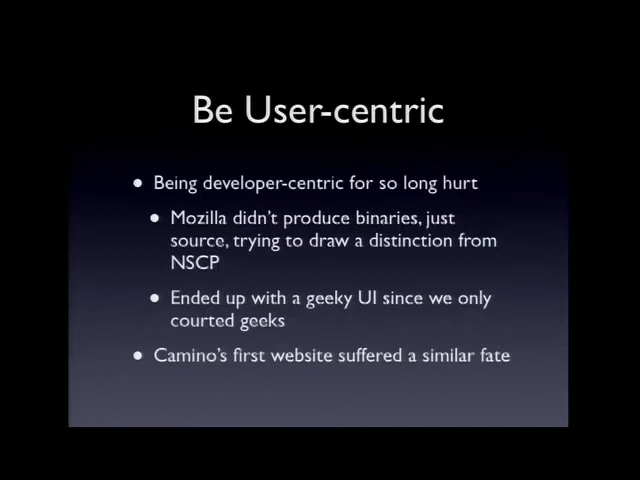 Be User-centric
• Being developer-centric for so long hurt
• Mozilla didn't produce binaries, just
source, trying to draw a distinction from
NSCP
• Ended up with a geeky UI since we only
courted geeks
• Camino's first website suffered a similar fate